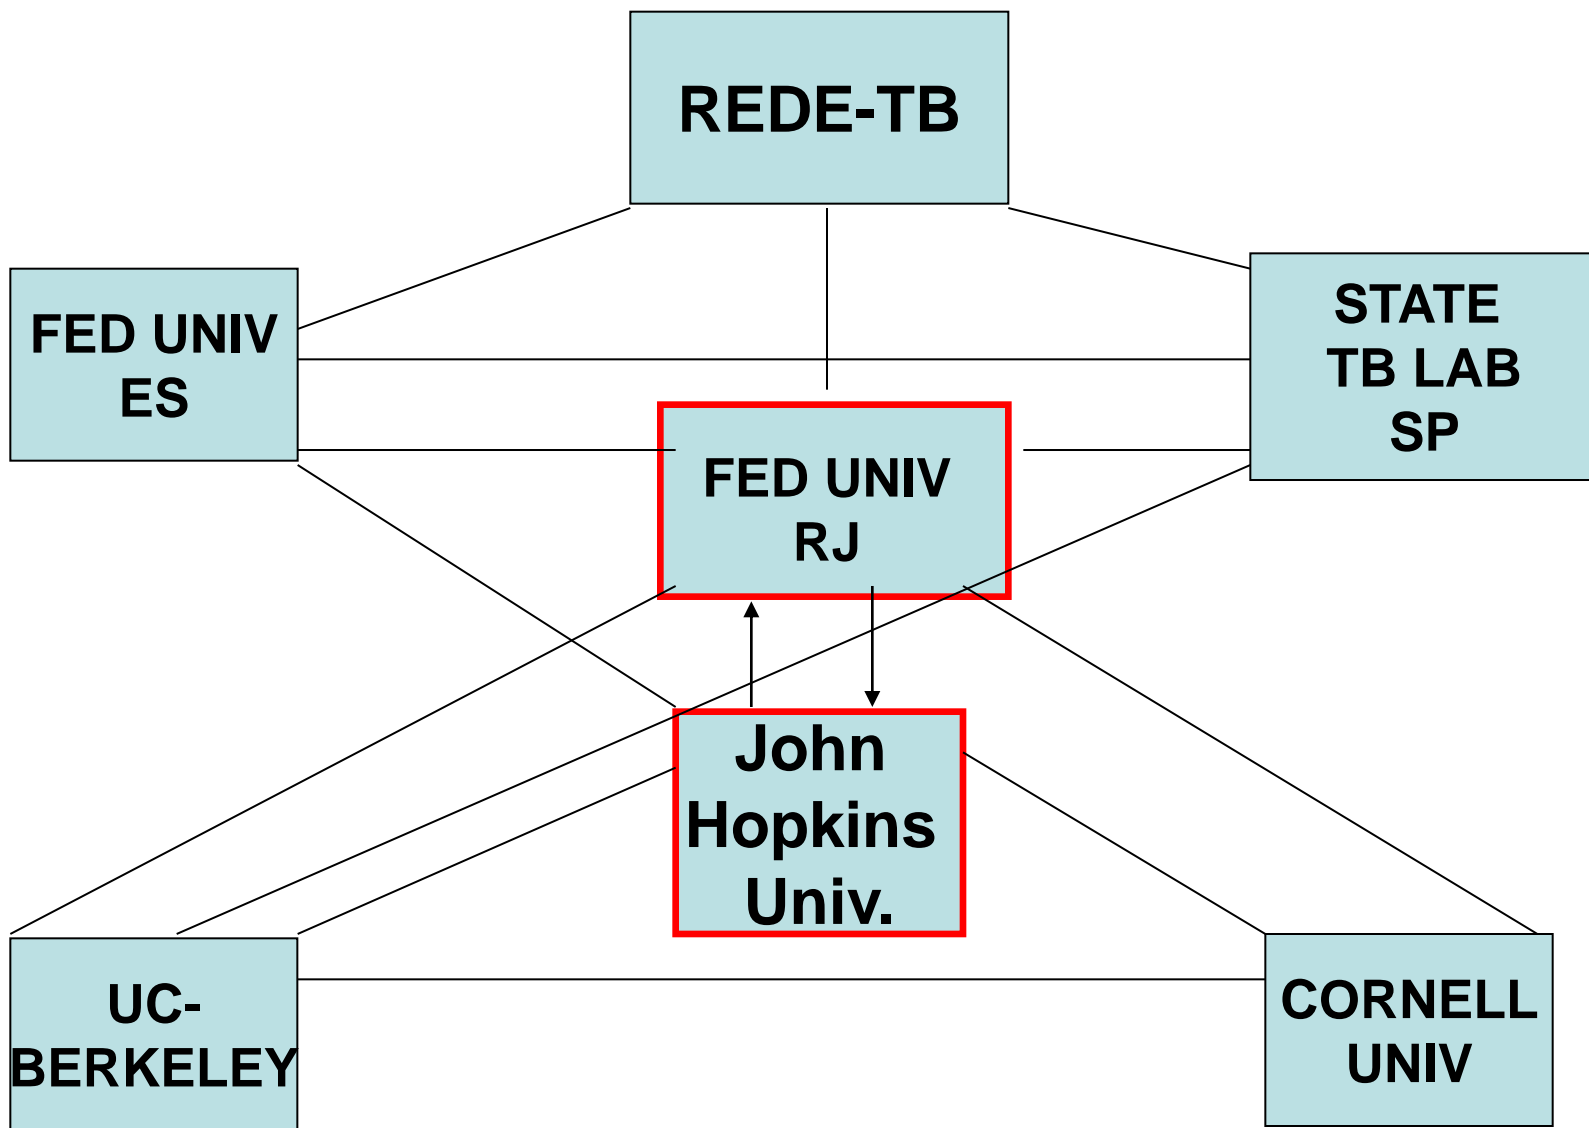 REDE-TB
FED UNIV
ES
STATE
TB LAB
SP
FED UNIV
RJ
John
Hopkins
Univ.
UC-
BERKELEY
CORNELL
UNIV